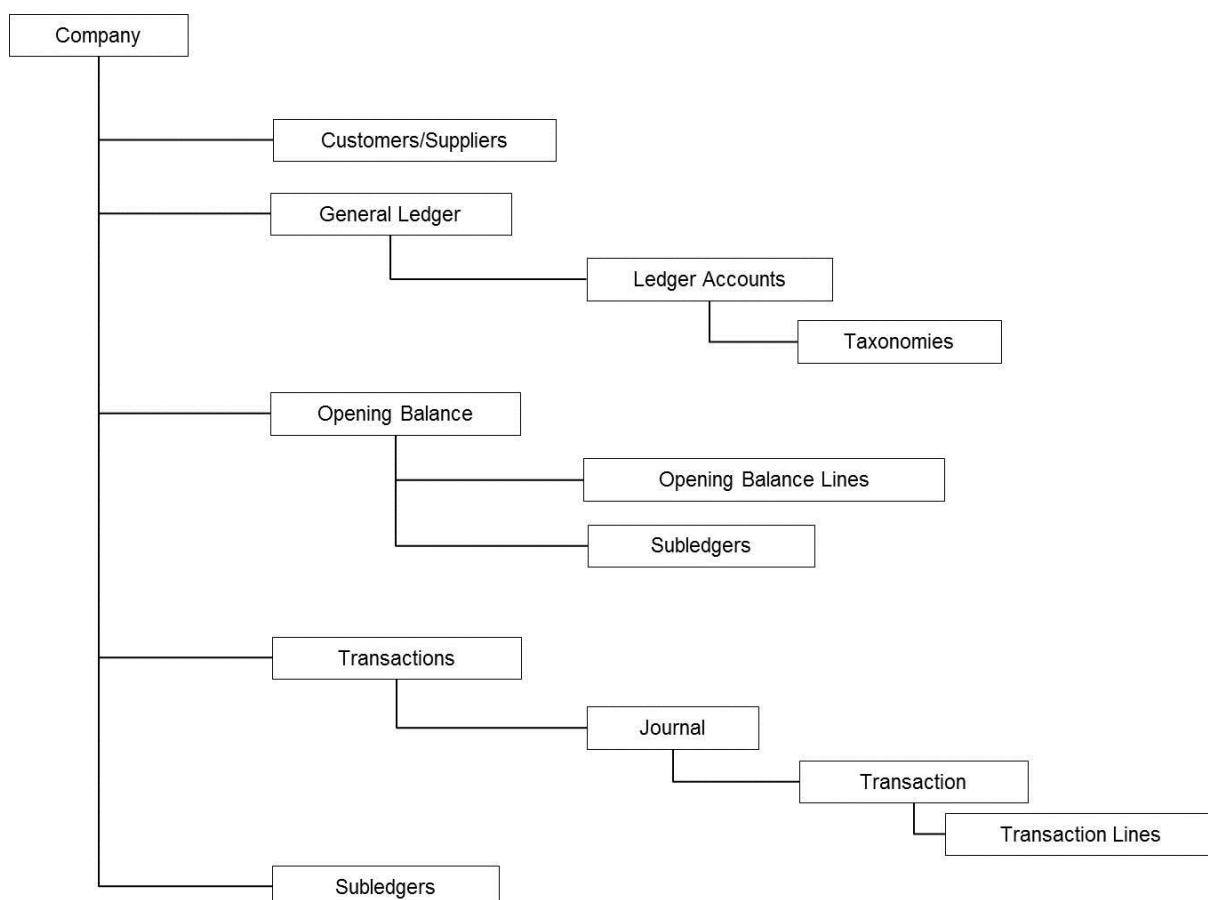 Company
Customers/Suppliers
General Ledger
Ledger Accounts
Taxonomies
Opening Balance
Opening Balance Lines
Subledgers
Transactions
Journal
Transaction
Transaction Lines
Subledgers